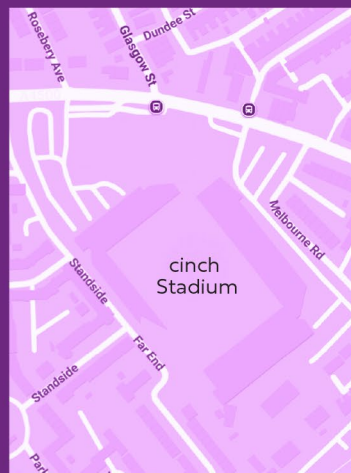 Rosebery Ave
Glasgow St
Dundee St
Melbourne Rd
cinch
Stadium
Standside
Far End
Standside